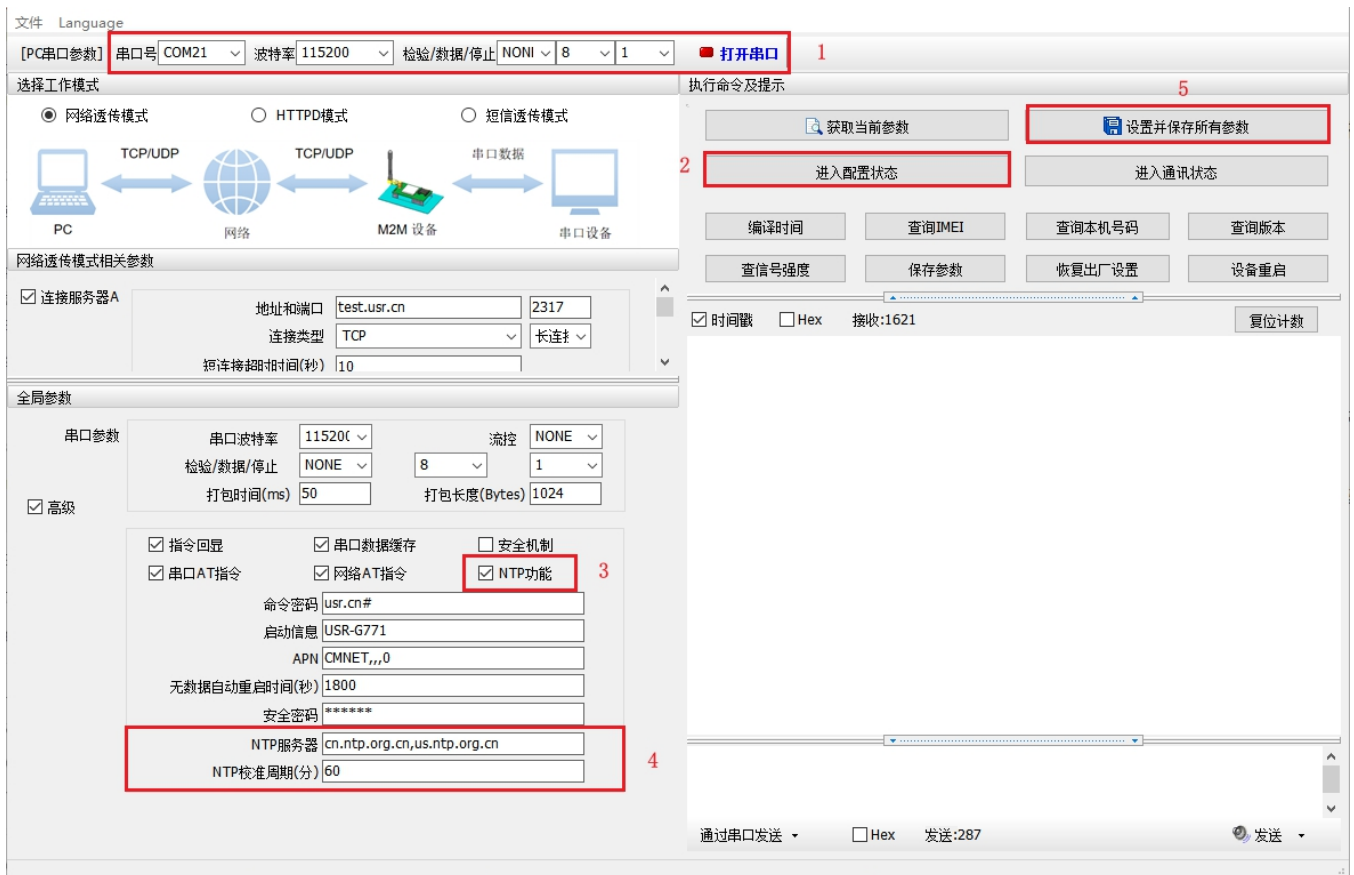 文件 Language
[PC串口参数] 串口号 COM21 波特率 115200 检验/数据/停止 NONI 8 1 打开串口 1
选择工作模式
网络透传模式 HTTPD模式 短信透传模式
TCP/UDP TCP/UDP 串口数据
PC 网络 M2M 设备 串口设备
网络透传模式相关参数
连接服务器A
地址和端口 test.usr.cn 2317
连接类型 TCP 长连接
短连接超时时间(秒) 10
全局参数
串口参数
串口波特率 115200 流控 NONE
检验/数据/停止 NONE 8 1
打包时间(ms) 50 打包长度(Bytes) 1024
高级
指令回显 串口数据缓存 安全机制
串口AT指令 网络AT指令 NTP功能 3
命令密码 usr.cn#
启动信息 USR-G771
APN CMNET,,,0
无数据自动重启时间(秒) 1800
安全密码 ******
NTP服务器 cn.ntp.org.cn,us.ntp.org.cn
NTP校准周期(分) 60
4
执行命令及提示
5
获取当前参数 设置并保存所有参数
2 进入配置状态 进入通讯状态
编译时间 查询IMEI 查询本机号码 查询版本
查信号强度 保存参数 恢复出厂设置 设备重启
时间戳 Hex 接收:1621 复位计数
通过串口发送 Hex 发送:287 发送